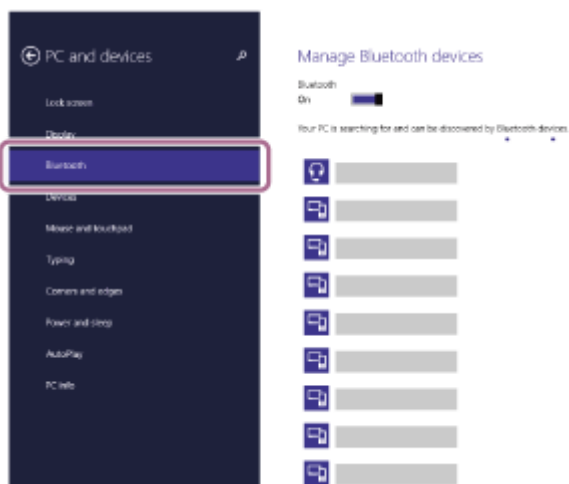 PC and devices
Lock screen
Display
Bluetooth
Devices
Mouse and touchpad
Typing
Corners and edges
Power and sleep
AutoPlay
PC info
Manage Bluetooth devices
Bluetooth
On
Your PC is searching for and can be discovered by Bluetooth devices.